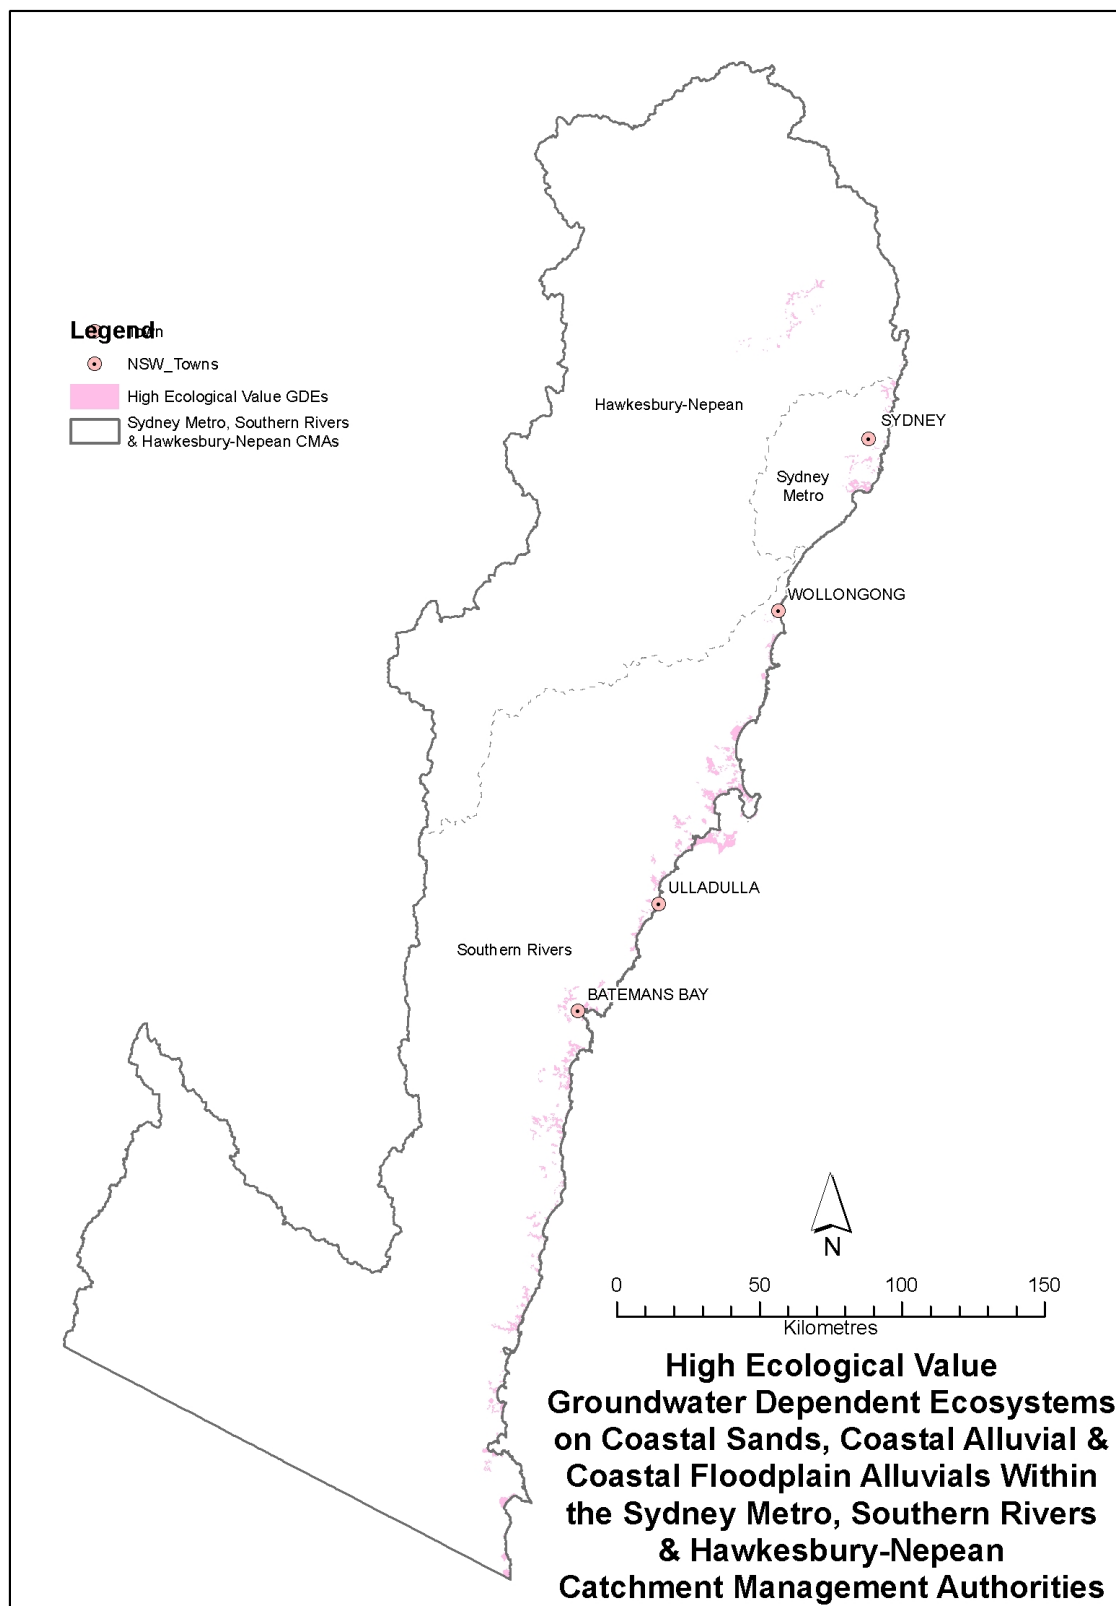 Legend
Town
NSW_Towns
High Ecological Value GDEs
Sydney Metro, Southern Rivers
& Hawkesbury-Nepean CMAs
Hawkesbury-Nepean
SYDNEY
Sydney
Metro
WOLLONGONG
ULLADULLA
Southern Rivers
BATEMANS BAY
N
0 50 100 150
Kilometres
High Ecological Value
Groundwater Dependent Ecosystems
on Coastal Sands, Coastal Alluvial &
Coastal Floodplain Alluvials Within
the Sydney Metro, Southern Rivers
& Hawkesbury-Nepean
Catchment Management Authorities